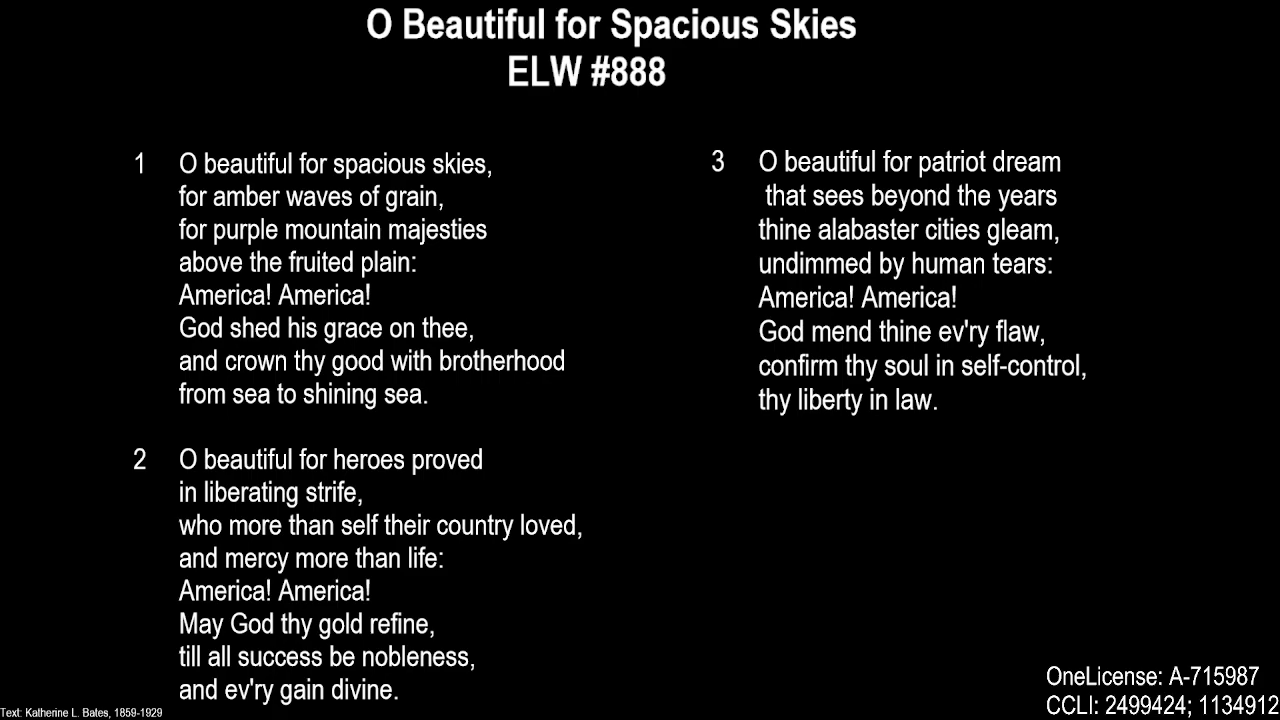 O Beautiful for Spacious Skies
ELW #888
1 O beautiful for spacious skies,
for amber waves of grain,
for purple mountain majesties
above the fruited plain:
America! America!
God shed his grace on thee,
and crown thy good with brotherhood
from sea to shining sea.
2 O beautiful for heroes proved
in liberating strife,
who more than self their country loved,
and mercy more than life:
America! America!
May God thy gold refine,
till all success be nobleness,
and ev'ry gain divine.
3 O beautiful for patriot dream
that sees beyond the years
thine alabaster cities gleam,
undimmed by human tears:
America! America!
God mend thine ev'ry flaw,
confirm thy soul in self-control,
thy liberty in law.
OneLicense: A-715987
CCLI: 2499424; 1134912
Text: Katherine L. Bates, 1859-1929